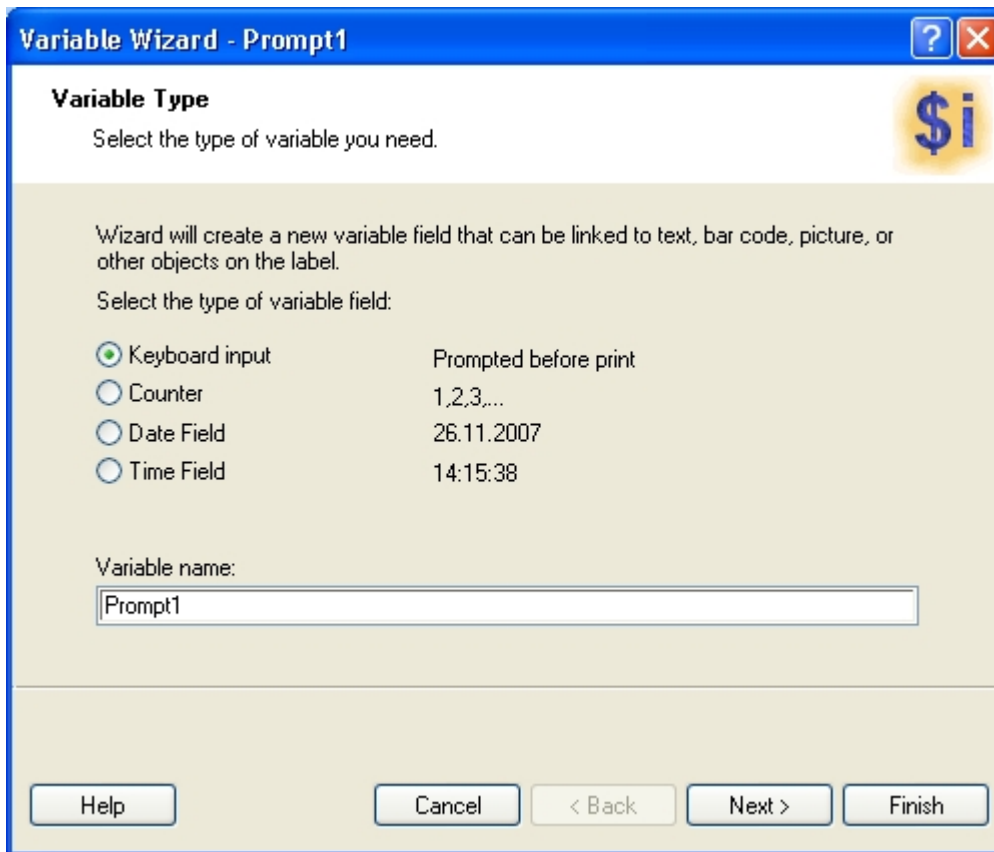 Variable Wizard - Prompt1
?
Variable Type
Select the type of variable you need.
$i
Wizard will create a new variable field that can be linked to text, bar code, picture, or
other objects on the label.
Select the type of variable field:
Keyboard input Prompted before print
Counter 1,2,3,...
Date Field 26.11.2007
Time Field 14:15:38
Variable name:
Prompt1
Help Cancel < Back Next > Finish